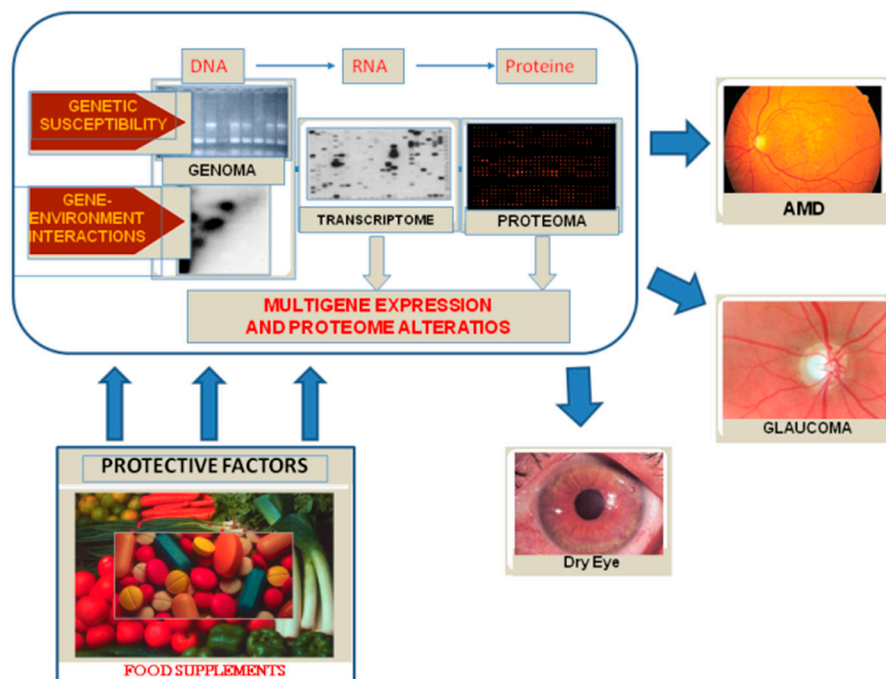 DNA
RNA
Proteine
GENETIC
SUSCEPTIBILITY
GENOMA
GENE-
ENVIRONMENT
INTERACTIONS
TRANSCRIPTOME
PROTEOMA
MULTIGENE EXPRESSION
AND PROTEOME ALTERATIOS
AMD
GLAUCOMA
Dry Eye
PROTECTIVE FACTORS
FOOD SUPPLEMENTS